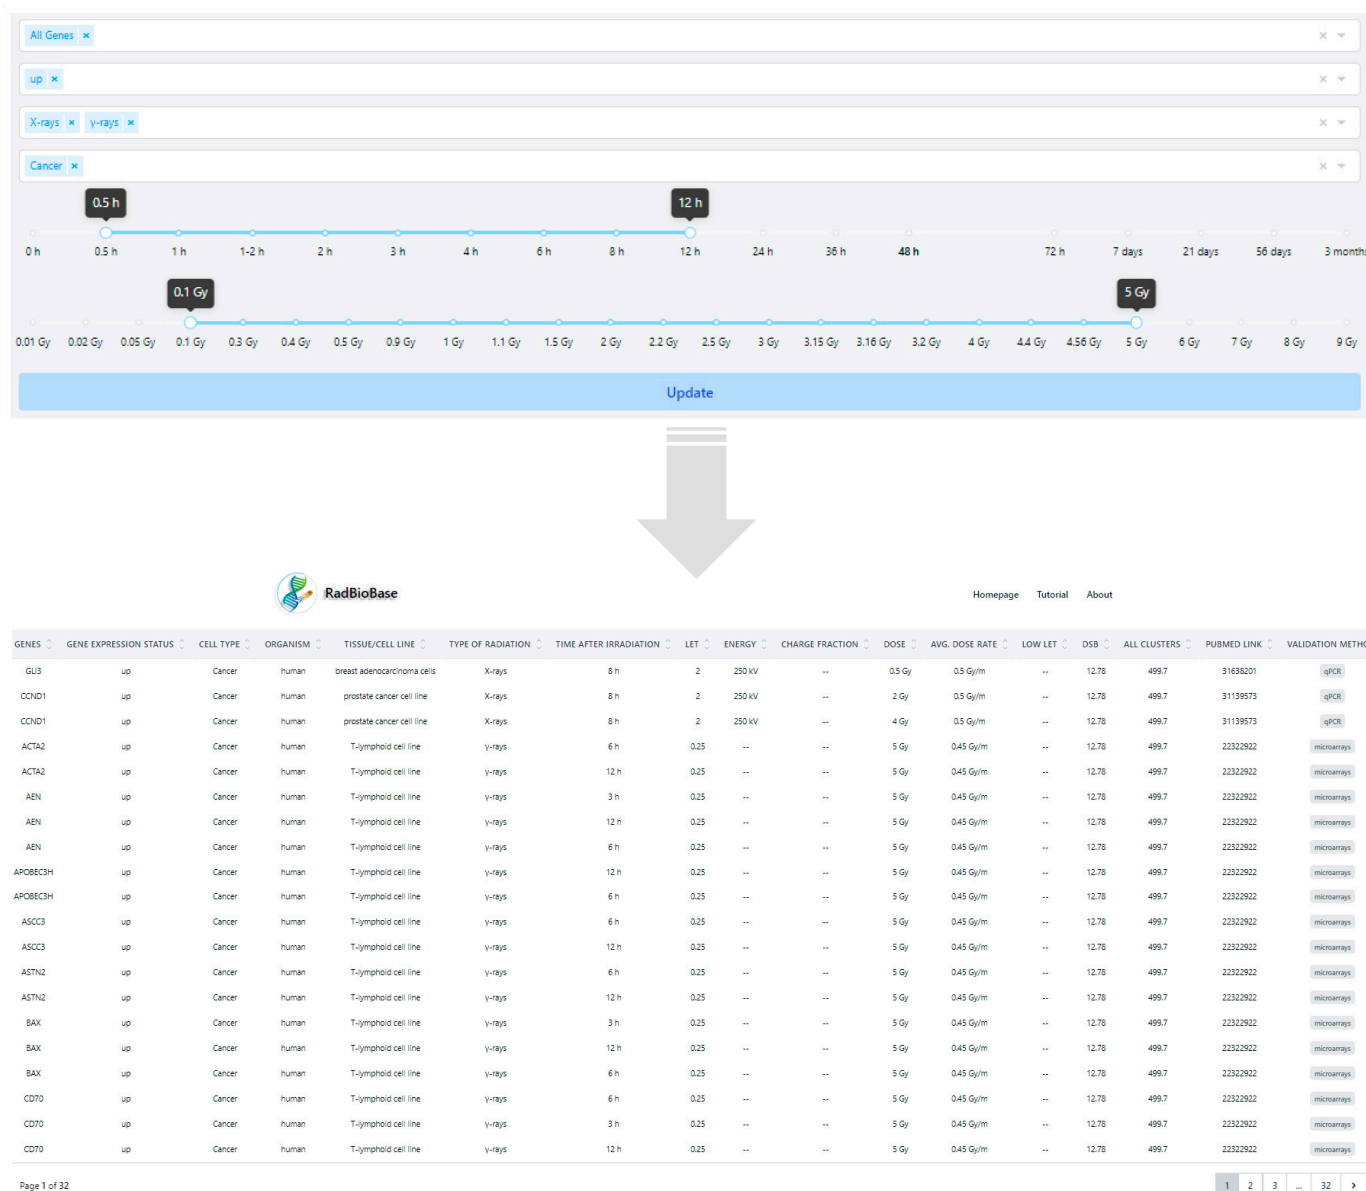 All Genes ×
up ×
X-rays × γ-rays ×
Cancer ×
0.5 h 12 h
0 h 0.5 h 1 h 1-2 h 2 h 3 h 4 h 6 h 8 h 12 h 24 h 36 h 48 h 72 h 7 days 21 days 56 days 3 months
0.1 Gy 5 Gy
0.01 Gy 0.02 Gy 0.05 Gy 0.1 Gy 0.3 Gy 0.4 Gy 0.5 Gy 0.9 Gy 1 Gy 1.1 Gy 1.5 Gy 2 Gy 2.2 Gy 2.5 Gy 3 Gy 3.15 Gy 3.16 Gy 3.2 Gy 4 Gy 4.4 Gy 4.56 Gy 5 Gy 6 Gy 7 Gy 8 Gy 9 Gy
Update
RadBioBase Homepage Tutorial About
GENES GENE EXPRESSION STATUS CELL TYPE ORGANISM TISSUE/CELL LINE TYPE OF RADIATION TIME AFTER IRRADIATION LET ENERGY CHARGE FRACTION DOSE AVG. DOSE RATE LOW LET DSB ALL CLUSTERS PUBMED LINK VALIDATION METHO
GLI3 up Cancer human breast adenocarcinoma cells X-rays 8 h 2 250 kV -- 0.5 Gy 0.5 Gy/m -- 12.78 499.7 31638201 qPCR
CCND1 up Cancer human prostate cancer cell line X-rays 8 h 2 250 kV -- 2 Gy 0.5 Gy/m -- 12.78 499.7 31139573 qPCR
CCND1 up Cancer human prostate cancer cell line X-rays 8 h 2 250 kV -- 4 Gy 0.5 Gy/m -- 12.78 499.7 31139573 qPCR
ACTA2 up Cancer human T-lymphoid cell line γ-rays 6 h 0.25 -- -- 5 Gy 0.45 Gy/m -- 12.78 499.7 22322922 microarrays
ACTA2 up Cancer human T-lymphoid cell line γ-rays 12 h 0.25 -- -- 5 Gy 0.45 Gy/m -- 12.78 499.7 22322922 microarrays
AEN up Cancer human T-lymphoid cell line γ-rays 3 h 0.25 -- -- 5 Gy 0.45 Gy/m -- 12.78 499.7 22322922 microarrays
AEN up Cancer human T-lymphoid cell line γ-rays 12 h 0.25 -- -- 5 Gy 0.45 Gy/m -- 12.78 499.7 22322922 microarrays
AEN up Cancer human T-lymphoid cell line γ-rays 6 h 0.25 -- -- 5 Gy 0.45 Gy/m -- 12.78 499.7 22322922 microarrays
APOBEC3H up Cancer human T-lymphoid cell line γ-rays 12 h 0.25 -- -- 5 Gy 0.45 Gy/m -- 12.78 499.7 22322922 microarrays
APOBEC3H up Cancer human T-lymphoid cell line γ-rays 6 h 0.25 -- -- 5 Gy 0.45 Gy/m -- 12.78 499.7 22322922 microarrays
ASCC3 up Cancer human T-lymphoid cell line γ-rays 6 h 0.25 -- -- 5 Gy 0.45 Gy/m -- 12.78 499.7 22322922 microarrays
ASCC3 up Cancer human T-lymphoid cell line γ-rays 12 h 0.25 -- -- 5 Gy 0.45 Gy/m -- 12.78 499.7 22322922 microarrays
ASTN2 up Cancer human T-lymphoid cell line γ-rays 6 h 0.25 -- -- 5 Gy 0.45 Gy/m -- 12.78 499.7 22322922 microarrays
ASTN2 up Cancer human T-lymphoid cell line γ-rays 12 h 0.25 -- -- 5 Gy 0.45 Gy/m -- 12.78 499.7 22322922 microarrays
BAX up Cancer human T-lymphoid cell line γ-rays 3 h 0.25 -- -- 5 Gy 0.45 Gy/m -- 12.78 499.7 22322922 microarrays
BAX up Cancer human T-lymphoid cell line γ-rays 12 h 0.25 -- -- 5 Gy 0.45 Gy/m -- 12.78 499.7 22322922 microarrays
BAX up Cancer human T-lymphoid cell line γ-rays 6 h 0.25 -- -- 5 Gy 0.45 Gy/m -- 12.78 499.7 22322922 microarrays
CD70 up Cancer human T-lymphoid cell line γ-rays 6 h 0.25 -- -- 5 Gy 0.45 Gy/m -- 12.78 499.7 22322922 microarrays
CD70 up Cancer human T-lymphoid cell line γ-rays 3 h 0.25 -- -- 5 Gy 0.45 Gy/m -- 12.78 499.7 22322922 microarrays
CD70 up Cancer human T-lymphoid cell line γ-rays 12 h 0.25 -- -- 5 Gy 0.45 Gy/m -- 12.78 499.7 22322922 microarrays
Page 1 of 32 1 2 3 ... 32 >